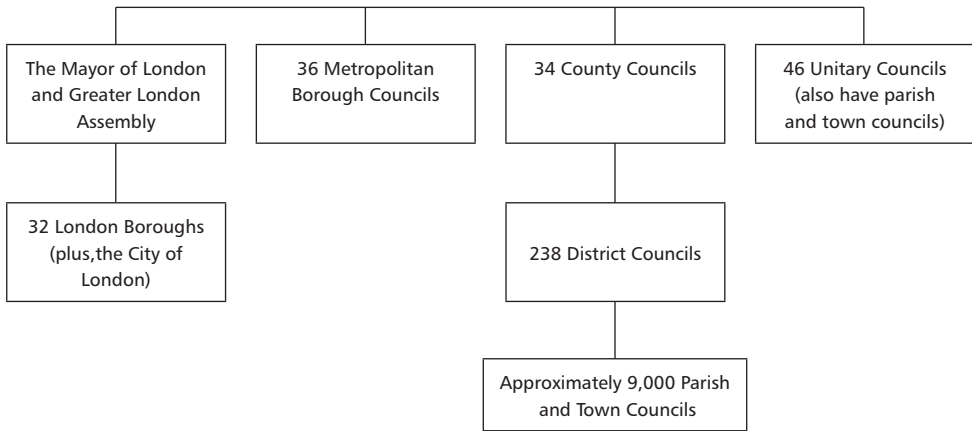 The Mayor of London
and Greater London
Assembly
36 Metropolitan
Borough Councils
34 County Councils
46 Unitary Councils
(also have parish
and town councils)
32 London Boroughs
(plus,the City of
London)
238 District Councils
Approximately 9,000 Parish
and Town Councils